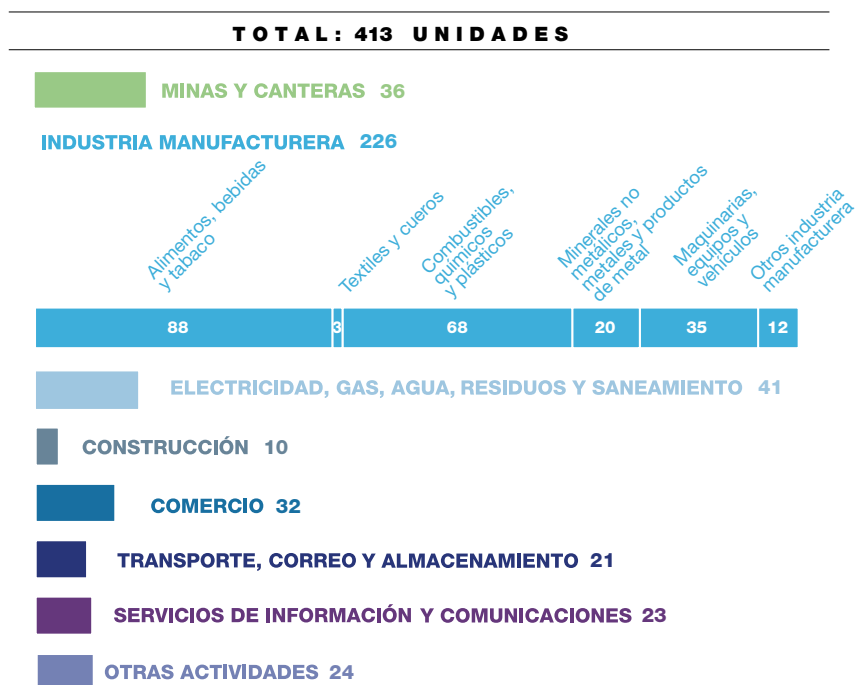 TOTAL: 413 UNIDADES
MINAS Y CANTERAS 36
INDUSTRIA MANUFACTURERA 226
Alimentos, bebidas
y tabaco
Textiles y cueros
Combustibles,
químicos
y plásticos
Minerales no
metálicos,
metales y productos
de metal
Maquinarias,
equipos y
vehículos
Otros industria
manufacturera
88 3 68 20 35 12
ELECTRICIDAD, GAS, AGUA, RESIDUOS Y SANEAMIENTO 41
CONSTRUCCIÓN 10
COMERCIO 32
TRANSPORTE, CORREO Y ALMACENAMIENTO 21
SERVICIOS DE INFORMACIÓN Y COMUNICACIONES 23
OTRAS ACTIVIDADES 24